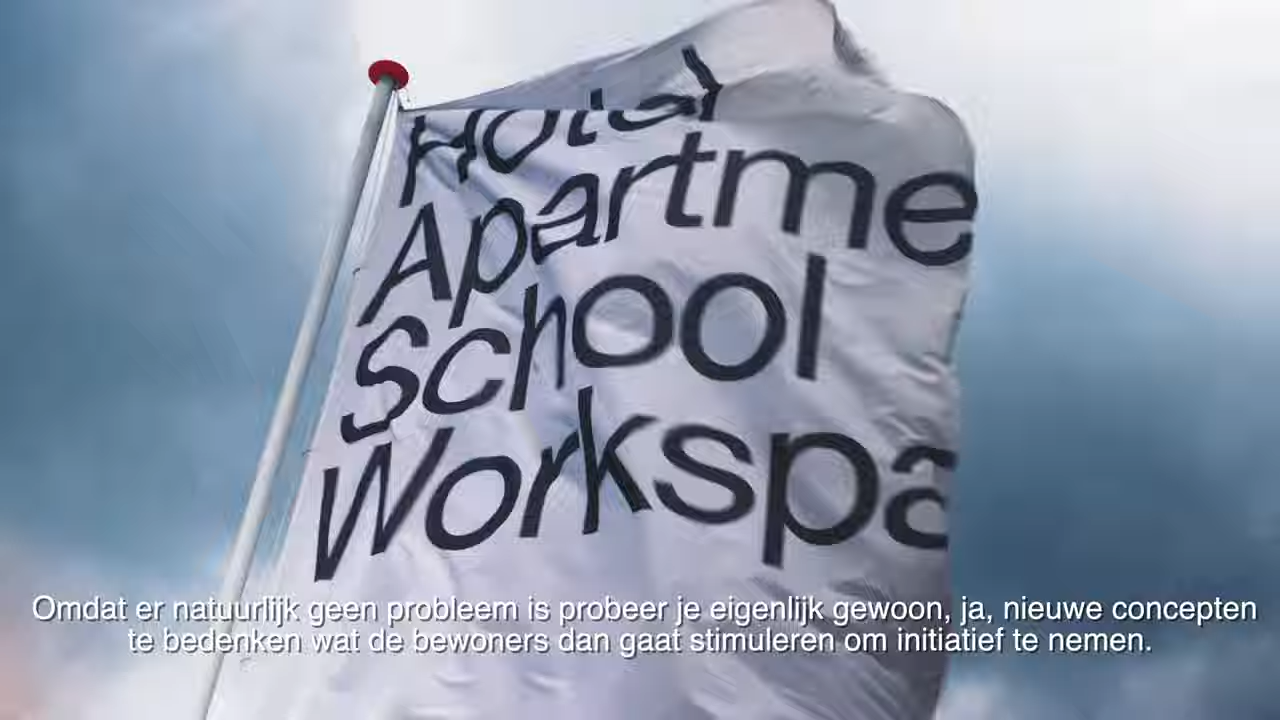 Hotel
Apartme
School
Workspa
Omdat er natuurlijk geen probleem is probeer je eigenlijk gewoon, ja, nieuwe concepten
te bedenken wat de bewoners dan gaat stimuleren om initiatief te nemen.